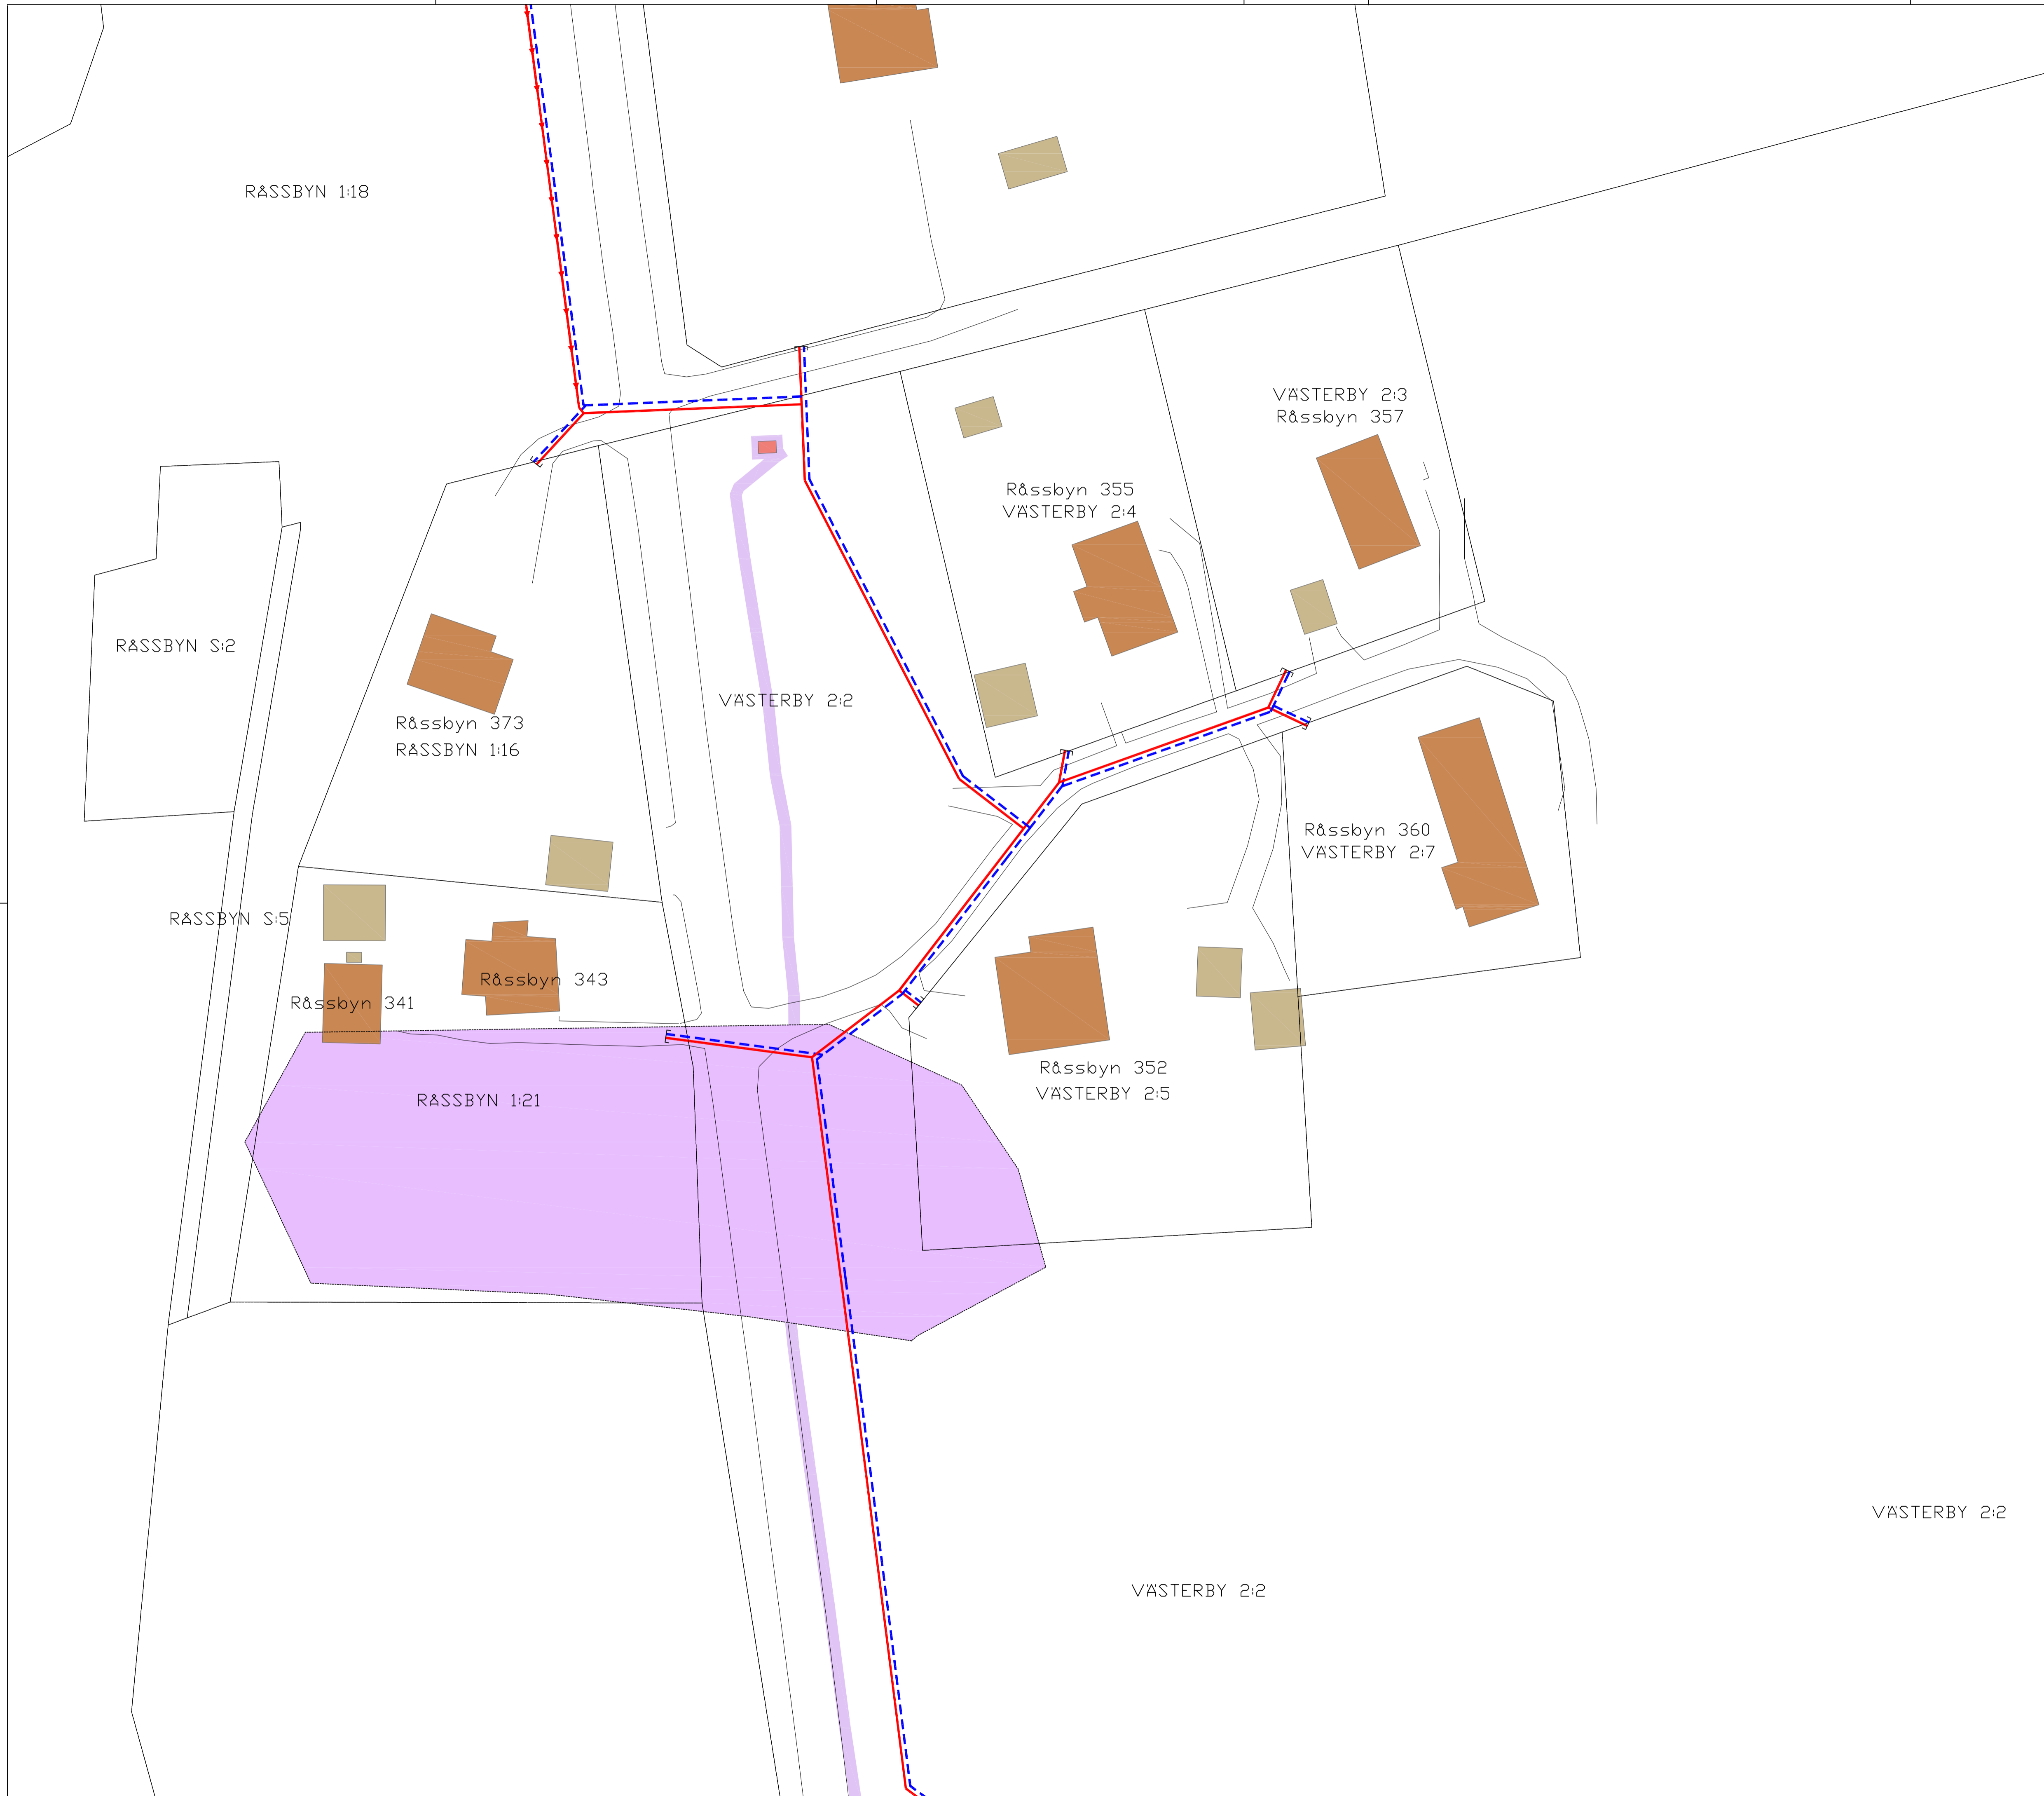 RÅSSBYN 1:18
VÄSTERBY 2:3
Råssbyn 357
Råssbyn 355
VÄSTERBY 2:4
RÅSSBYN S:2
VÄSTERBY 2:2
Råssbyn 373
RÅSSBYN 1:16
Råssbyn 360
VÄSTERBY 2:7
RÅSSBYN S:5
Råssbyn 343
Råssbyn 341
Råssbyn 352
VÄSTERBY 2:5
RÅSSBYN 1:21
VÄSTERBY 2:2
VÄSTERBY 2:2